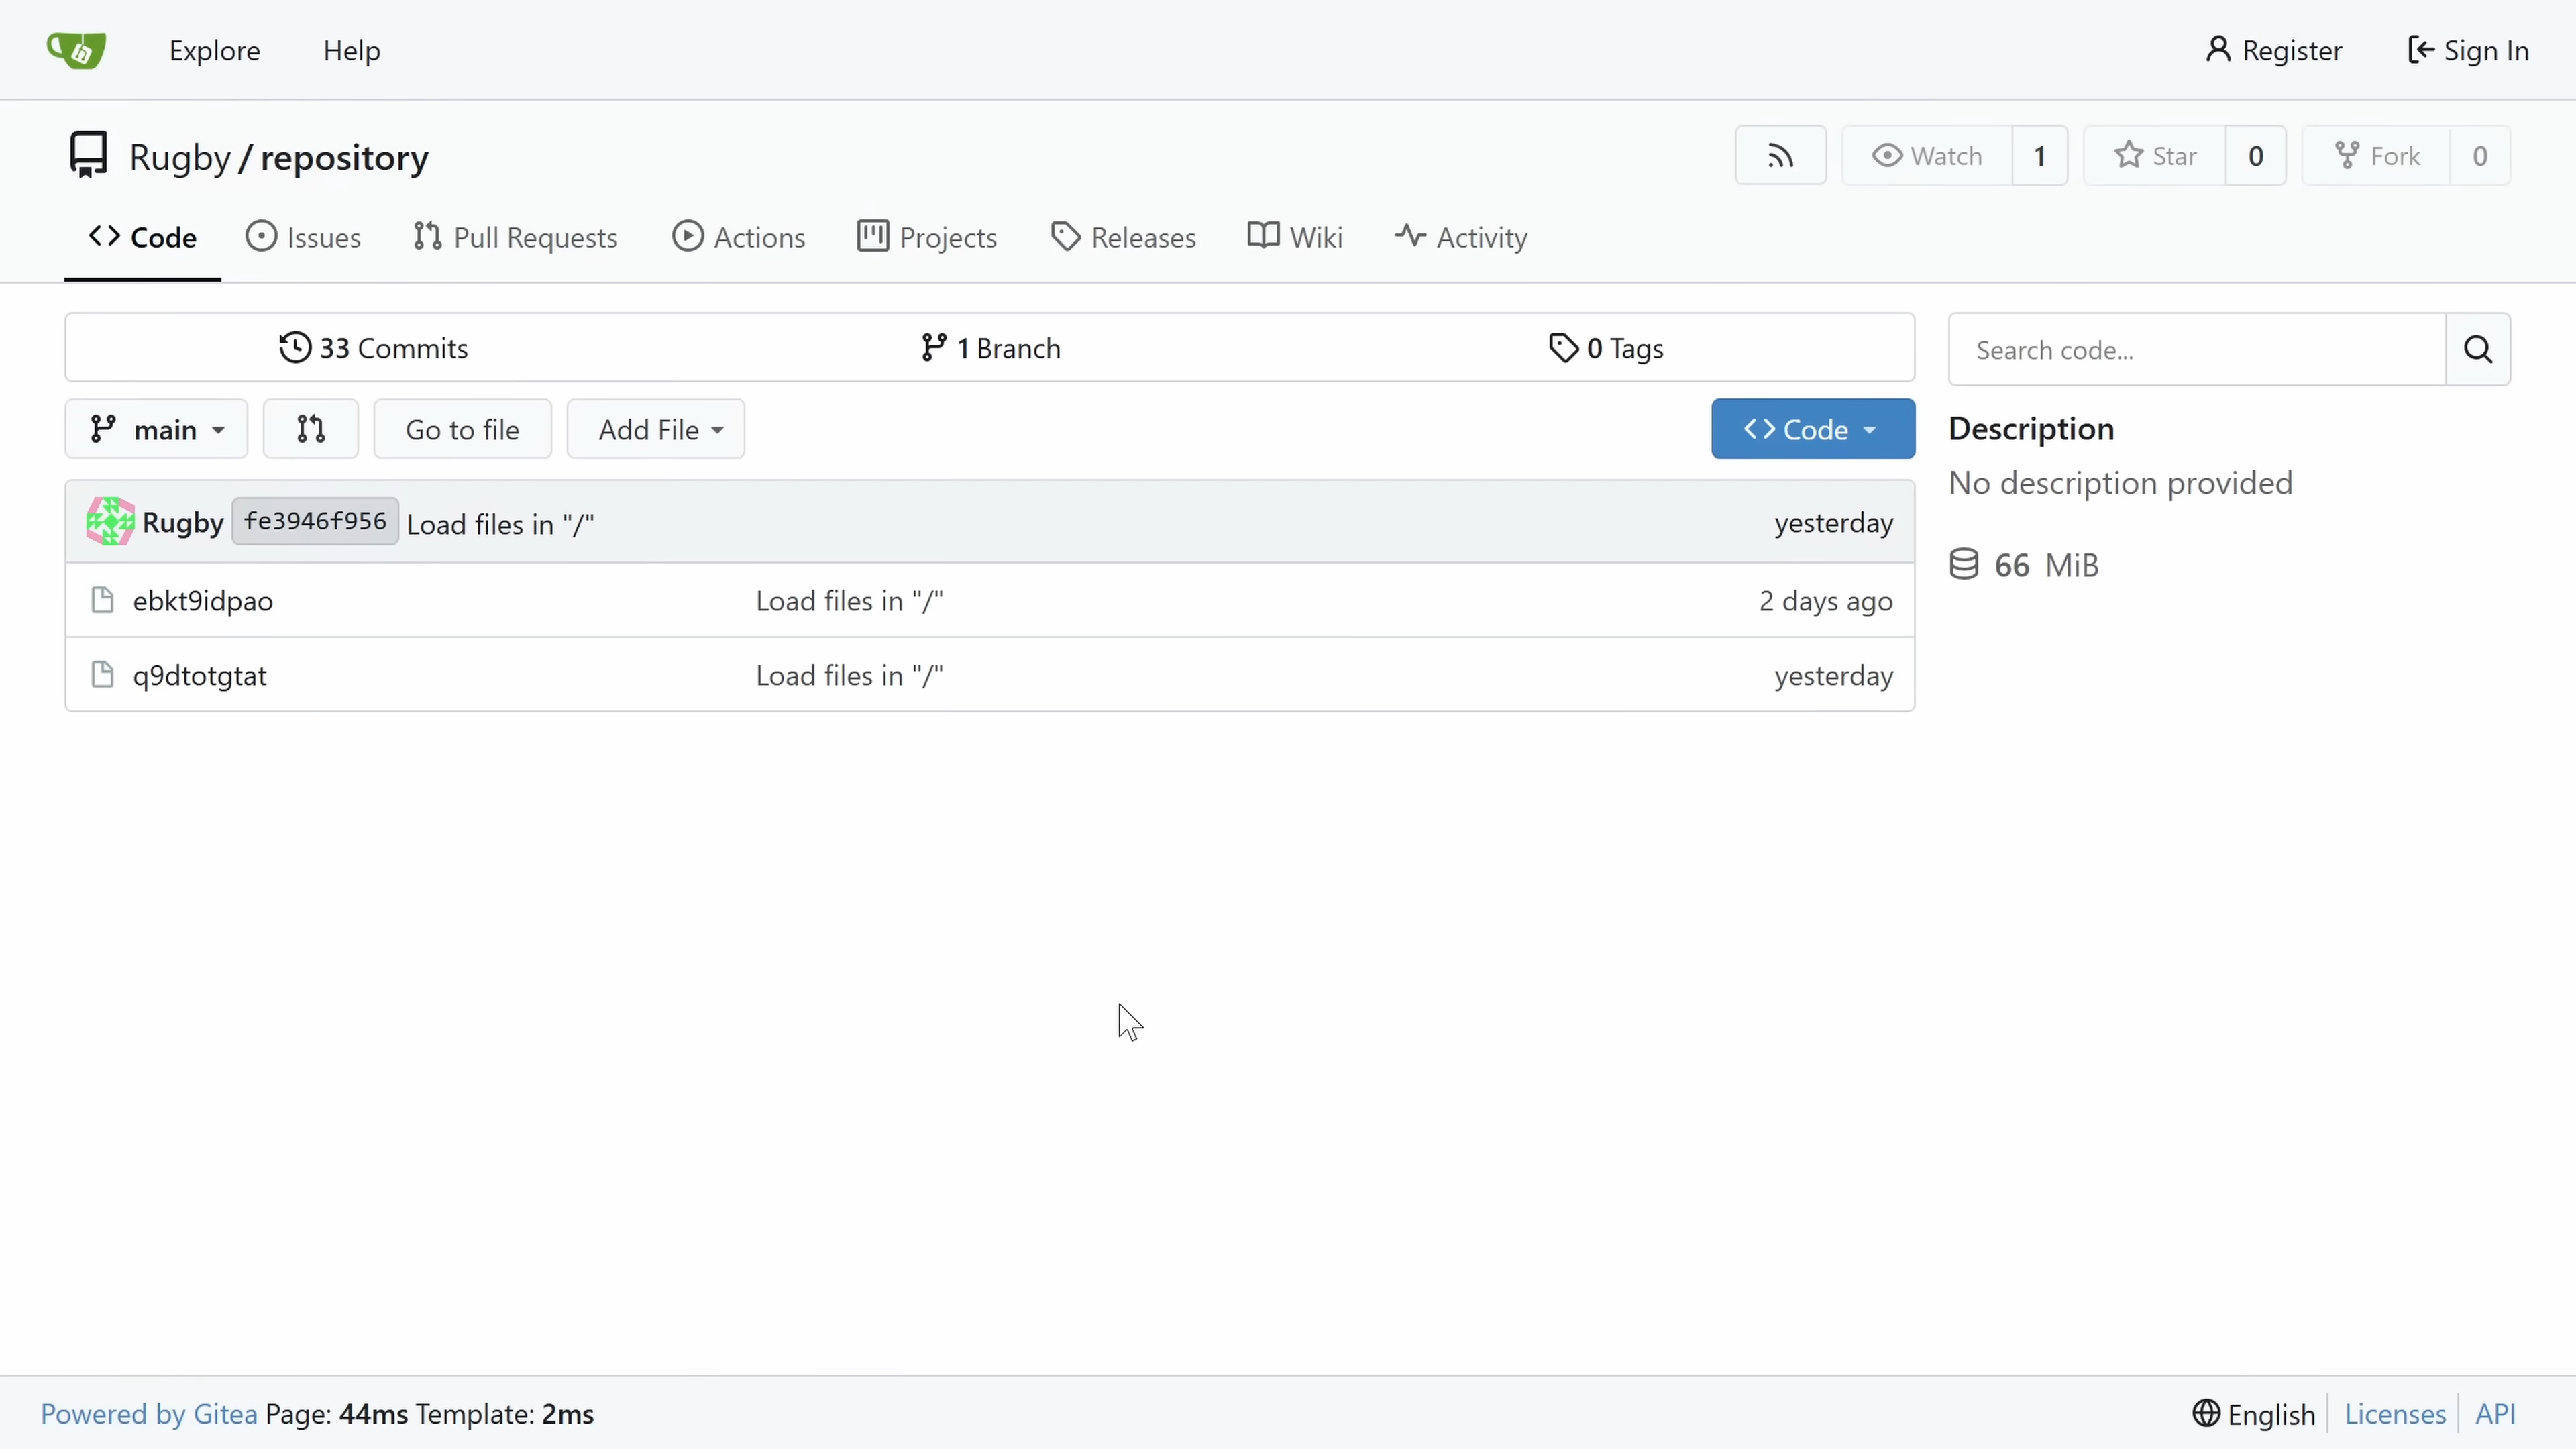 Explore Help Register Sign In
Rugby / repository Watch 1 Star 0 Fork 0
Code Issues Pull Requests Actions Projects Releases Wiki Activity
33 Commits 1 Branch 0 Tags Search code...
main Go to file Add File Code Description
No description provided
Rugby fe3946f956 Load files in "/" yesterday
66 MiB
ebkt9idpao Load files in "/" 2 days ago
q9dtotgtat Load files in "/" yesterday
Powered by Gitea Page: 44ms Template: 2ms English Licenses API